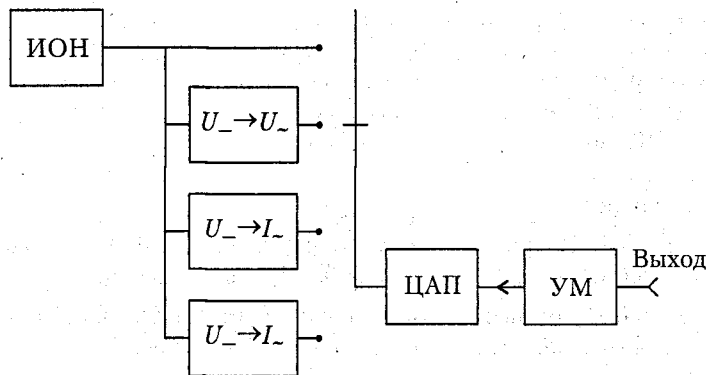 ИОН
U_→U~
U_→I~
U_→I~
ЦАП
УМ
Выход